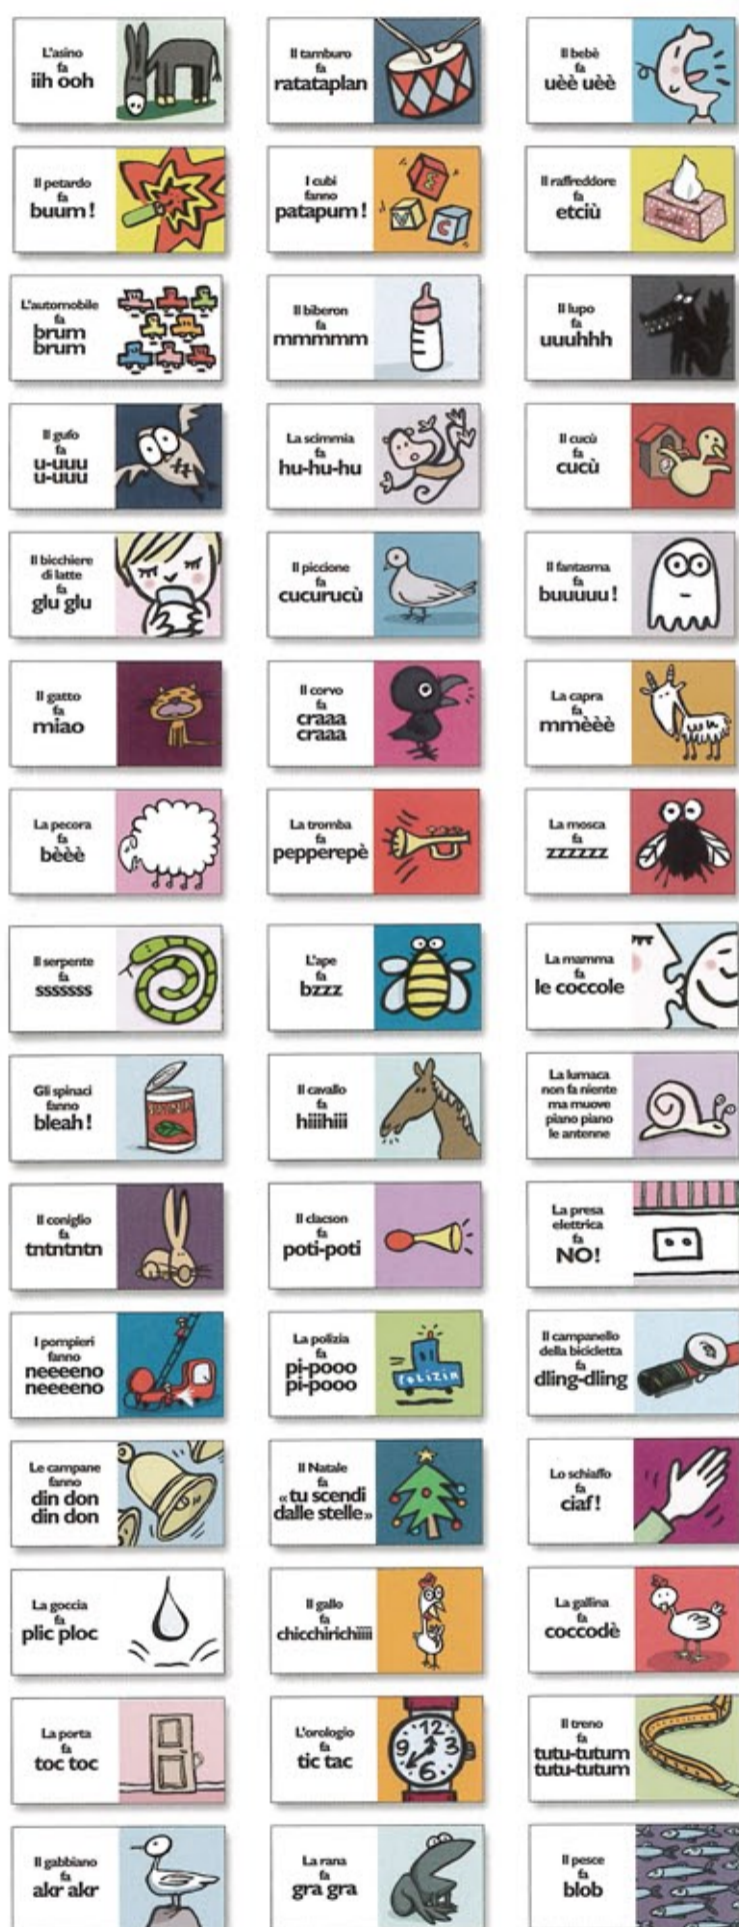 L'asino
fa
iih ooh
Il tamburo
fa
ratataplan
Il bebè
fa
uèè uèè
Il petardo
fa
buum !
I cubi
fanno
patapum !
E
V
C
Il raffreddore
fa
etciù
L'automobile
fa
brum
brum
Il biberon
fa
mmmmmm
Il lupo
fa
uuuhhh
Il gufo
fa
u-uuu
u-uuu
La scimmia
fa
hu-hu-hu
Il cucù
fa
cucù
Il bicchiere
di latte
fa
glu glu
Il piccione
fa
cucurucù
Il fantasma
fa
buuuuu !
Il gatto
fa
miao
Il corvo
fa
craaa
craaa
La capra
fa
mmèèè
La pecora
fa
bèèè
La tromba
fa
pepperepè
La mosca
fa
zzzzzz
Il serpente
fa
sssssss
L'ape
fa
bzzz
La mamma
fa
le coccole
Gli spinaci
fanno
bleah !
Il cavallo
fa
hiiihiii
La lumaca
non fa niente
ma muove
piano piano
le antenne
Il coniglio
fa
tntntntn
Il clacson
fa
poti-poti
La presa
elettrica
fa
NO!
I pompieri
fanno
neeeeno
neeeeno
La polizia
fa
pi-pooo
pi-pooo
POLIZIA
Il campanello
della bicicletta
fa
dling-dling
Le campane
fanno
din don
din don
Il Natale
fa
« tu scendi
dalle stelle »
Lo schiaffo
fa
ciaf !
La goccia
fa
plic ploc
Il gallo
fa
chicchirichiiii
La gallina
fa
coccodè
La porta
fa
toc toc
L'orologio
fa
tic tac
12
9 3
6
Il treno
fa
tutu-tutum
tutu-tutum
Il gabbiano
fa
akr akr
La rana
fa
gra gra
Il pesce
fa
blob